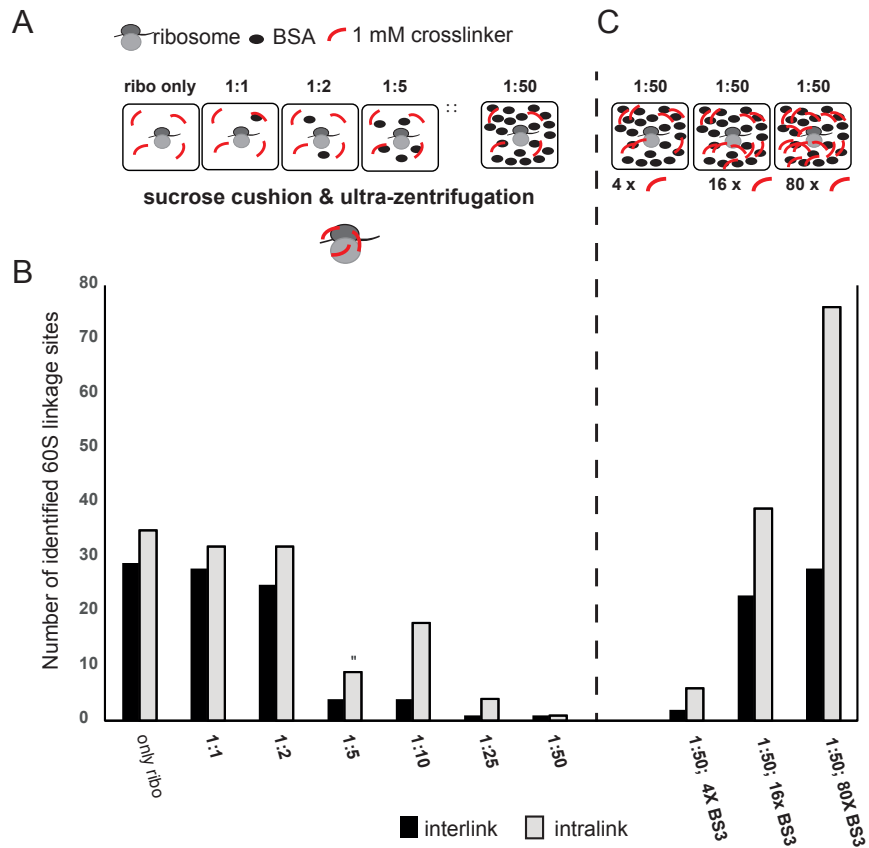 A
C
ribosome BSA 1 mM crosslinker
ribo only 1:1 1:2 1:5 :: 1:50
1:50 1:50 1:50
4 x 16 x 80 x
sucrose cushion & ultra-zentrifugation
B
Number of identified 60S linkage sites
80
70
60
50
40
30
20
10
0
"
only ribo
1:1
1:2
1:5
1:10
1:25
1:50
1:50; 4X BS3
1:50; 16x BS3
1:50; 80X BS3
interlink intralink